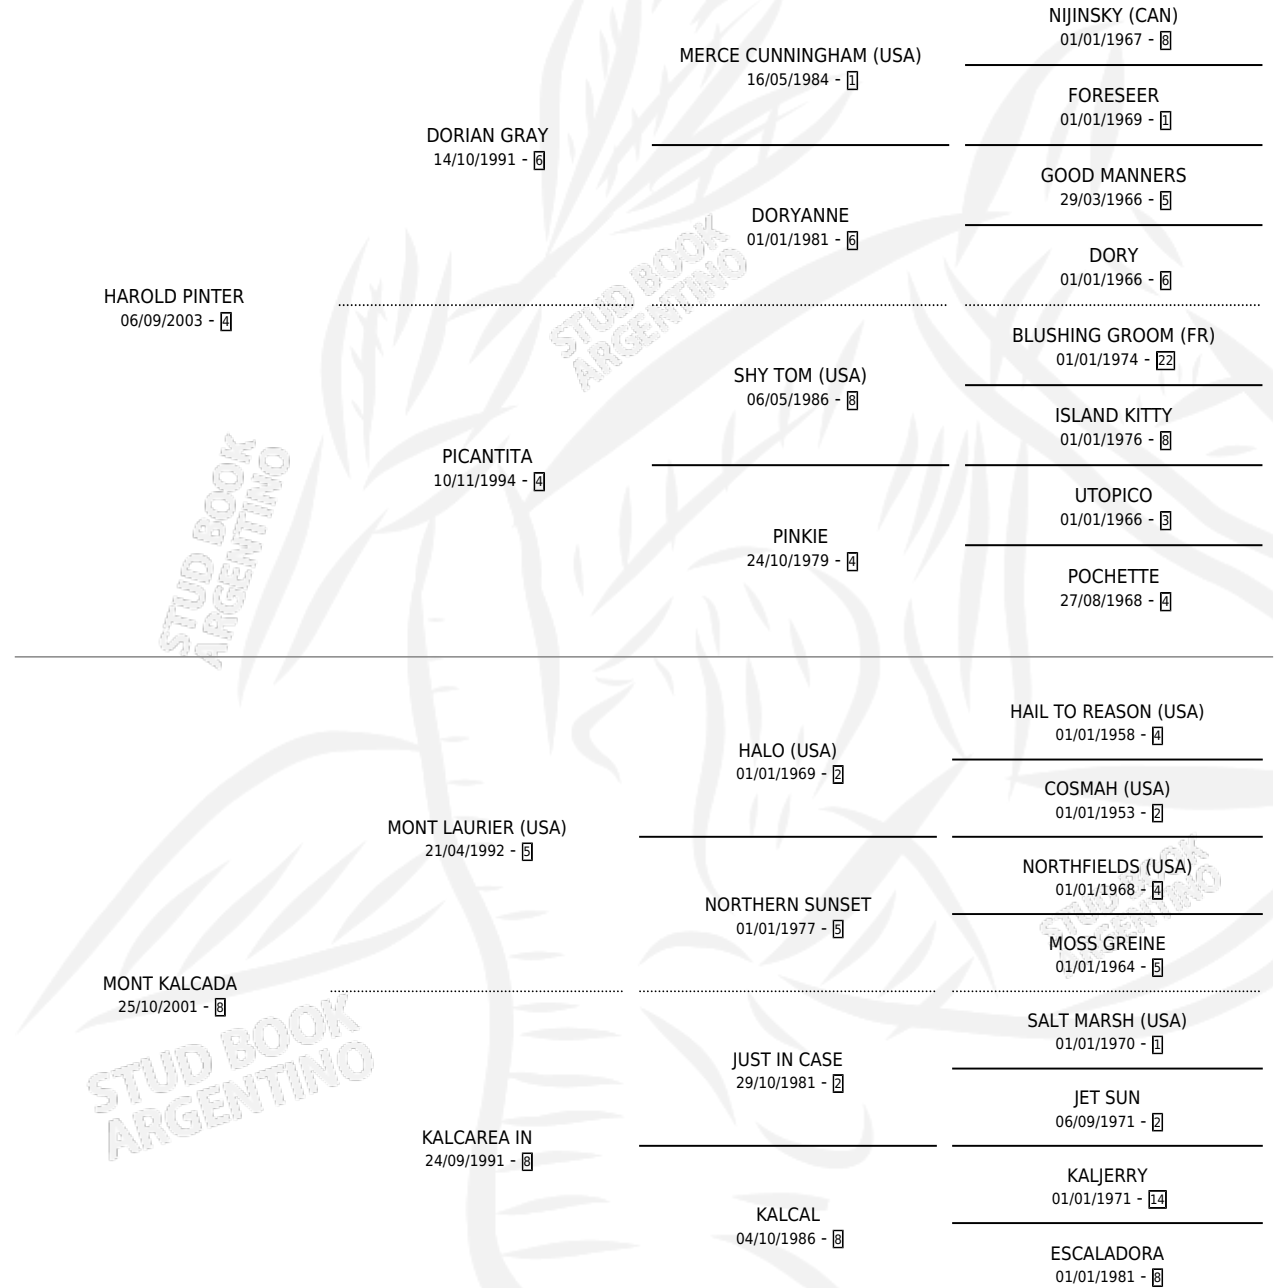 NIJINSKY (CAN)
01/01/1967 - 8
MERCE CUNNINGHAM (USA)
16/05/1984 - 1
FORESEER
01/01/1969 - 1
DORIAN GRAY
14/10/1991 - 6
GOOD MANNERS
29/03/1966 - 5
DORYANNE
01/01/1981 - 6
DORY
01/01/1966 - 6
HAROLD PINTER
06/09/2003 - 4
BLUSHING GROOM (FR)
01/01/1974 - 22
SHY TOM (USA)
06/05/1986 - 8
ISLAND KITTY
01/01/1976 - 8
PICANTITA
10/11/1994 - 4
UTOPICO
01/01/1966 - 3
PINKIE
24/10/1979 - 4
POCHETTE
27/08/1968 - 4
STUD BOOK
ARGENTINO
STUD BOOK
ARGENTINO
HAIL TO REASON (USA)
01/01/1958 - 4
HALO (USA)
01/01/1969 - 2
COSMAH (USA)
01/01/1953 - 2
MONT LAURIER (USA)
21/04/1992 - 5
NORTHFIELDS (USA)
01/01/1968 - 4
NORTHERN SUNSET
01/01/1977 - 5
MOSS GREINE
01/01/1964 - 5
MONT KALCADA
25/10/2001 - 8
SALT MARSH (USA)
01/01/1970 - 1
JUST IN CASE
29/10/1981 - 2
JET SUN
06/09/1971 - 2
KALCAREA IN
24/09/1991 - 8
KALJERRY
01/01/1971 - 14
KALCAL
04/10/1986 - 8
ESCALADORA
01/01/1981 - 8
STUD BOOK
ARGENTINO
STUD BOOK
ARGENTINO